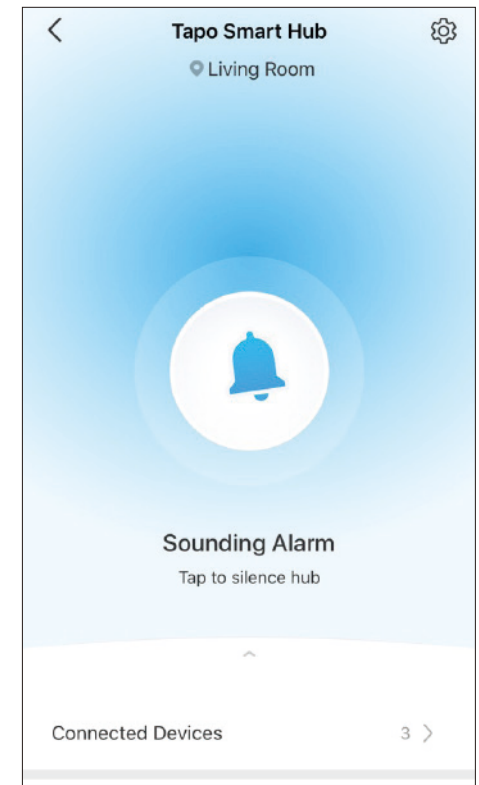 Tapo Smart Hub
Living Room
Sounding Alarm
Tap to silence hub
Connected Devices 3